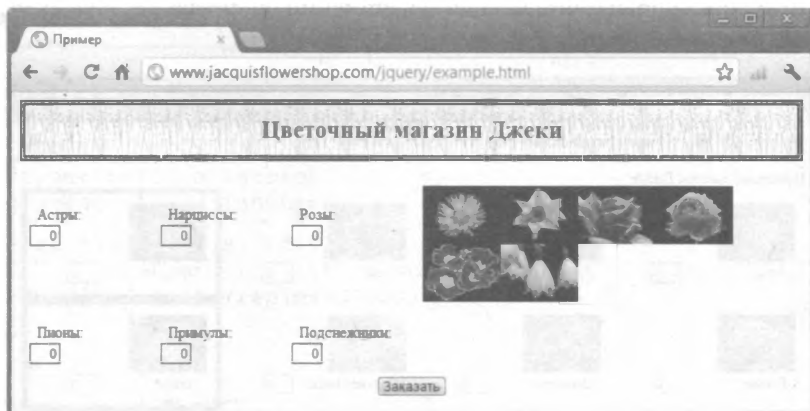 Пример
www.jacquisflowershop.com/jquery/example.html
Цветочный магазин Джеки
Астры: Нарциссы: Розы:
0 0 0
Пионы: Примулы: Подснежники:
0 0 0
Заказать